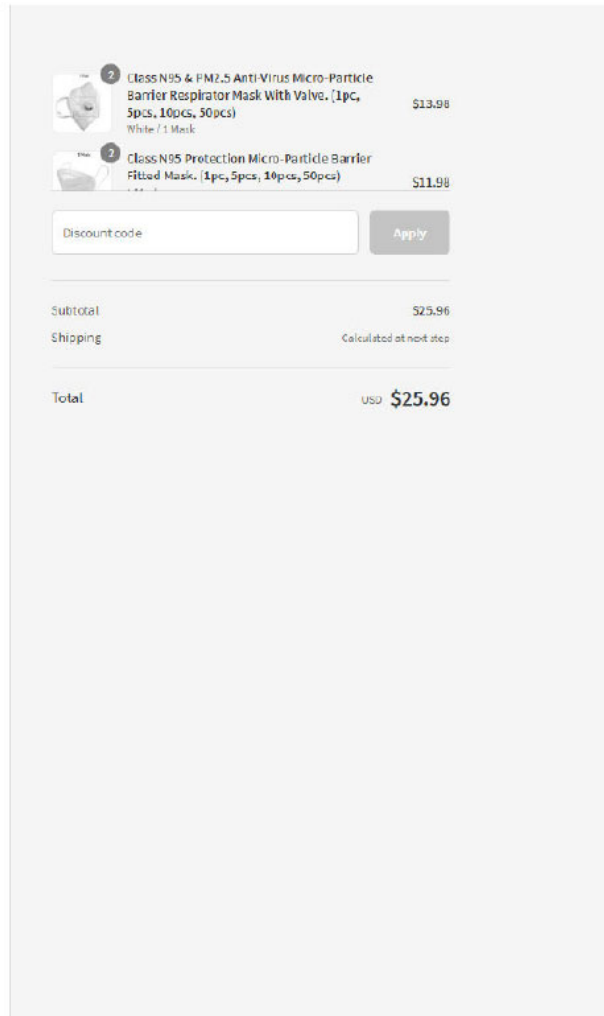 2
Class N95 & PM2.5 Anti-Virus Micro-Particle
Barrier Respirator Mask With Valve. (1pc,
5pcs, 10pcs, 50pcs)
White / 1 Mask
$13.98
2
Class N95 Protection Micro-Particle Barrier
Fitted Mask. (1pc, 5pcs, 10pcs, 50pcs)
$11.98
Discount code
Apply
Subtotal $25.96
Shipping Calculated at next step
Total USD $25.96